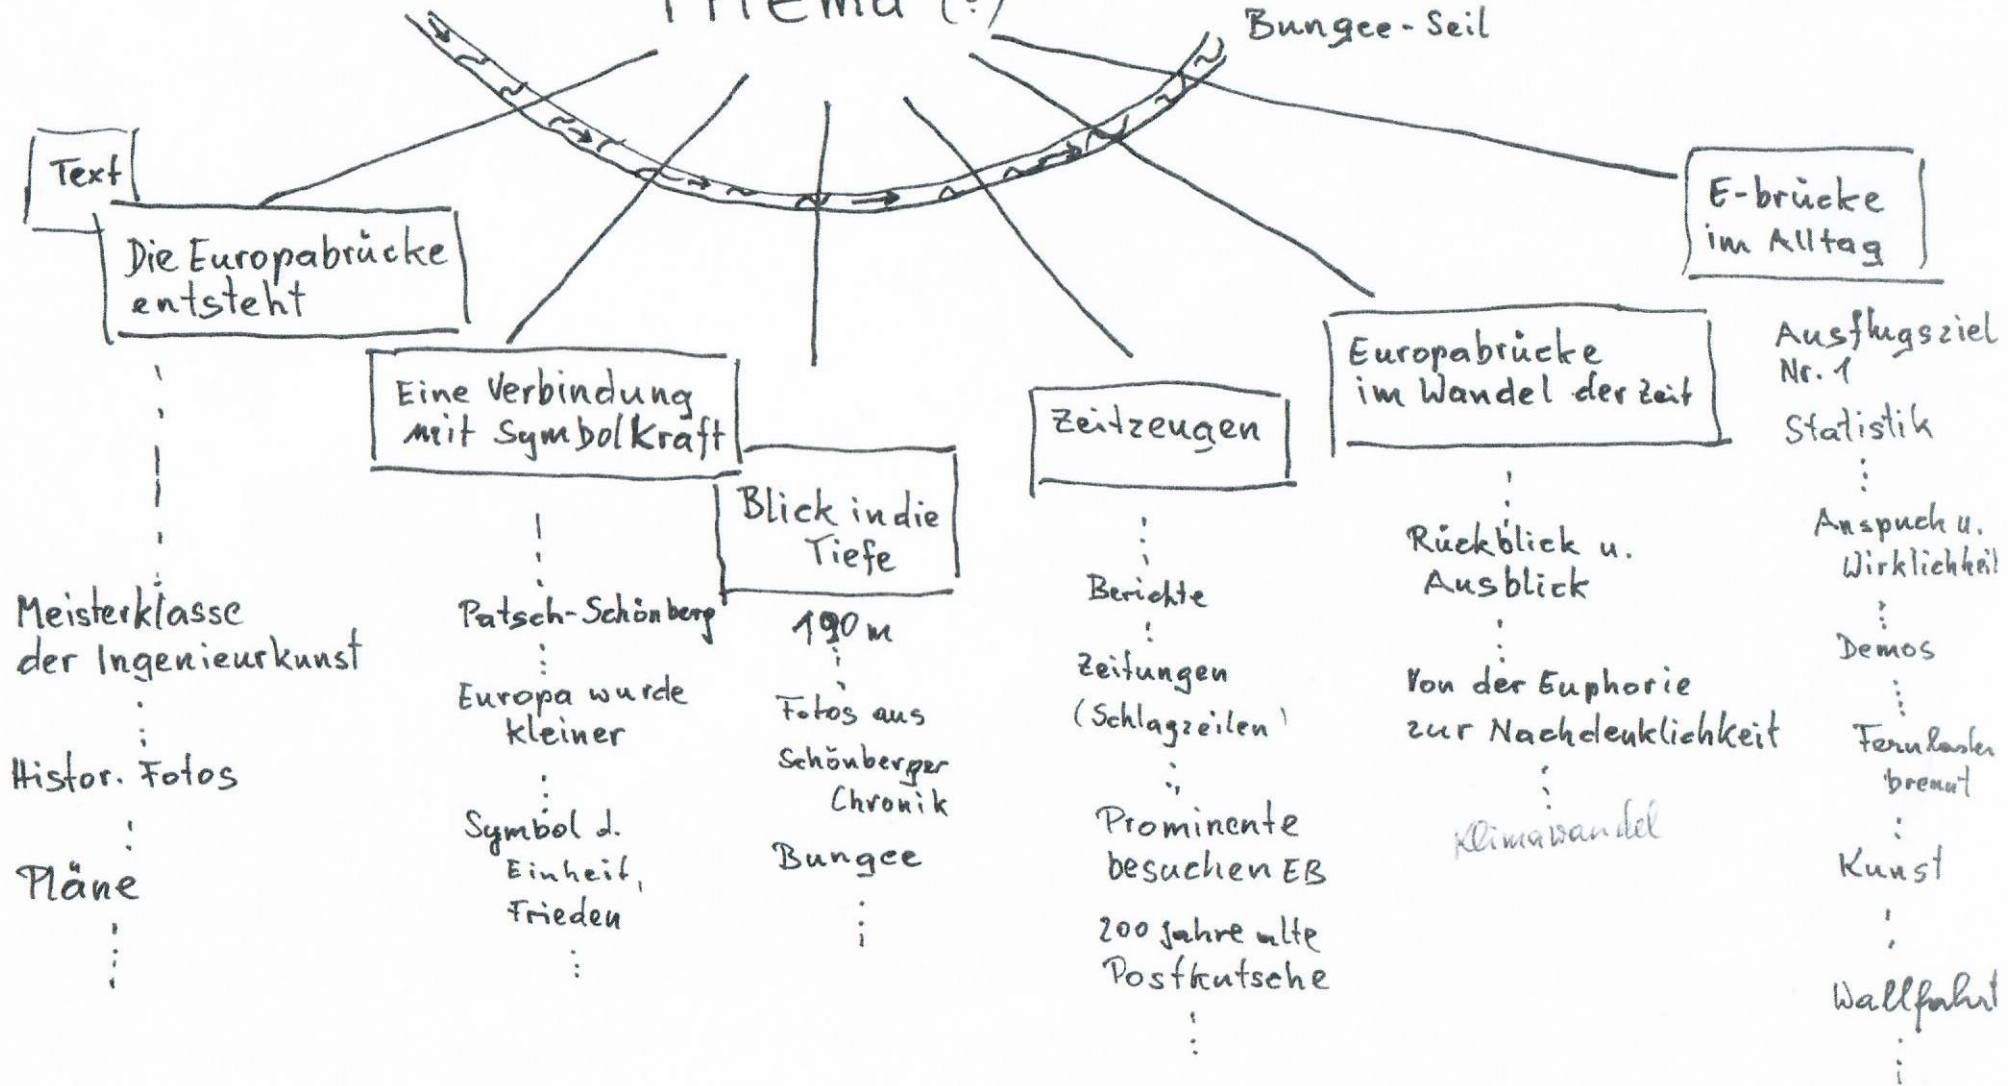 Thema (?)
Bungee-Seil
Text
Die Europabrücke
entsteht
Meisterklasse
der Ingenieurkunst
Histor. Fotos
Pläne
Eine Verbindung
mit Symbolkraft
Patsch-Schönberg
Europa wurde
kleiner
Symbol d.
Einheit,
Frieden
Blick in die
Tiefe
190 m
Fotos aus
Schönberger
Chronik
Bungee
Zeitzeugen
Berichte
Zeitungen
(Schlagzeilen)
Prominente
besuchen EB
200 Jahre alte
Postkutsche
Europabrücke
im Wandel der Zeit
Rückblick u.
Ausblick
Von der Euphorie
zur Nachdenklichkeit
Klimawandel
E-brücke
im Alltag
Ausflugsziel
Nr. 1
Statistik
Anspuch u.
Wirklichkeit
Demos
Fernlaster
brennt
Kunst
Wallfahrt